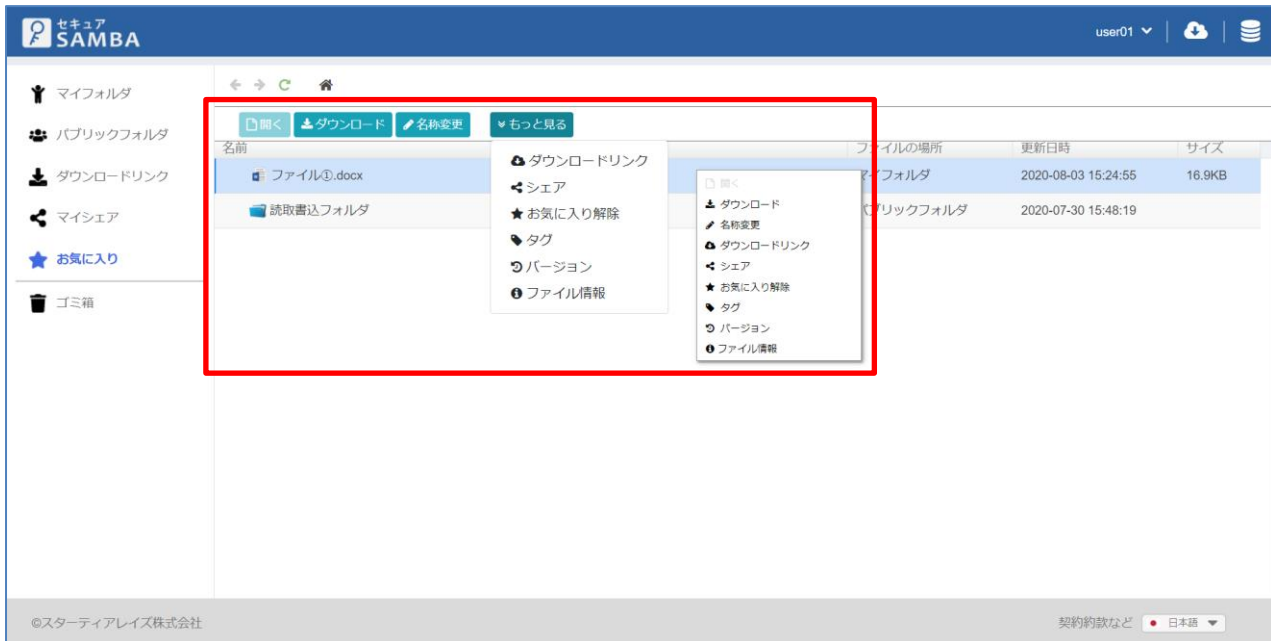 セキュア
SAMBA
user01
マイフォルダ
パブリックフォルダ
ダウンロードリンク
マイシェア
お気に入り
ゴミ箱
開く ダウンロード 名称変更 もっと見る
名前 ファイルの場所 更新日時 サイズ
ファイル①.docx マイフォルダ 2020-08-03 15:24:55 16.9KB
読取書込フォルダ パブリックフォルダ 2020-07-30 15:48:19
ダウンロードリンク
シェア
お気に入り解除
タグ
バージョン
ファイル情報
開く
ダウンロード
名称変更
ダウンロードリンク
シェア
お気に入り解除
タグ
バージョン
ファイル情報
©スターティアレイズ株式会社 契約約款など 日本語